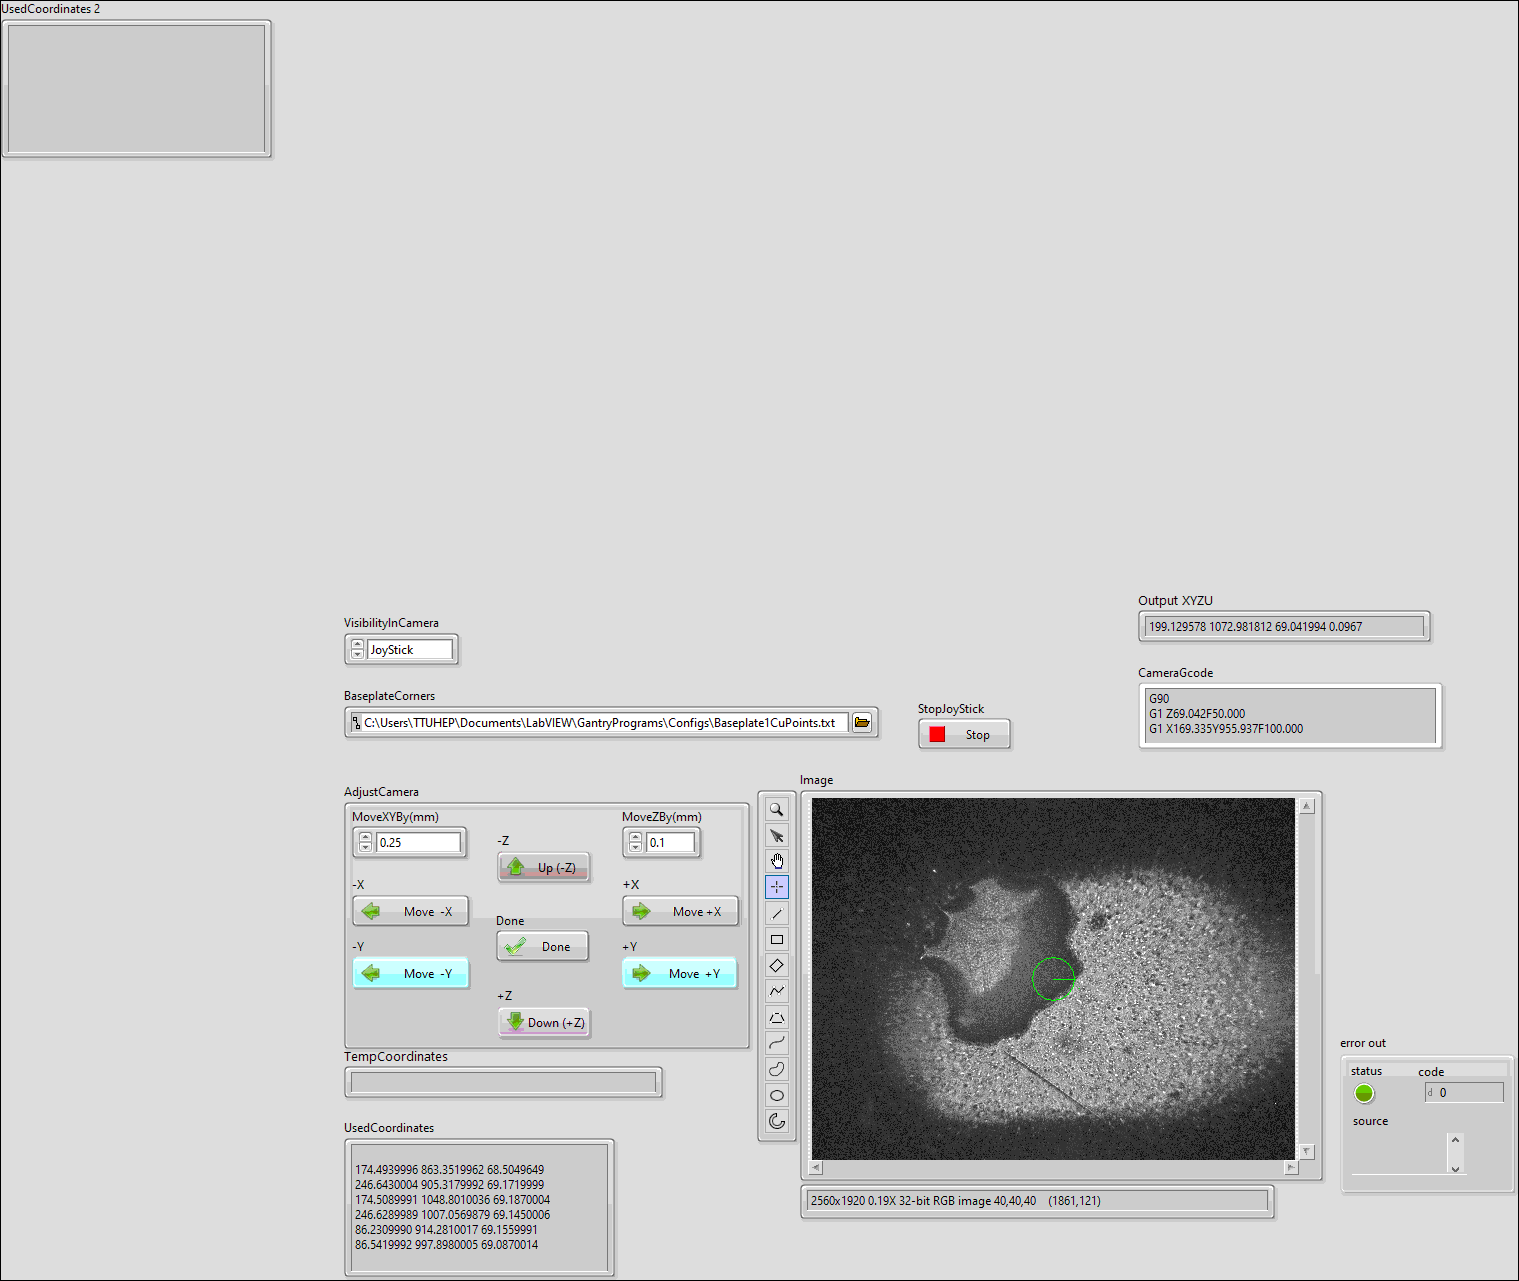 UsedCoordinates 2
Output XYZU
199.129578 1072.981812 69.041994 0.0967
VisibilityInCamera
JoyStick
CameraGcode
G90
G1 Z69.042F50.000
G1 X169.335Y955.937F100.000
BaseplateCorners
C:\Users\TTUHEP\Documents\LabVIEW\GantryPrograms\Configs\Baseplate1CuPoints.txt
StopJoyStick
Stop
AdjustCamera
MoveXYBy(mm)
0.25
MoveZBy(mm)
0.1
-Z
Up (-Z)
-X
Move -X
+X
Move +X
Done
Done
-Y
Move -Y
+Y
Move +Y
+Z
Down (+Z)
Image
2560x1920 0.19X 32-bit RGB image 40,40,40 (1861,121)
TempCoordinates
UsedCoordinates
174.4939996 863.3519962 68.5049649
246.6430004 905.3179992 69.1719999
174.5089991 1048.8010036 69.1870004
246.6289989 1007.0569879 69.1450006
86.2309990 914.2810017 69.1559991
86.5419992 997.8980005 69.0870014
error out
status
code
d 0
source